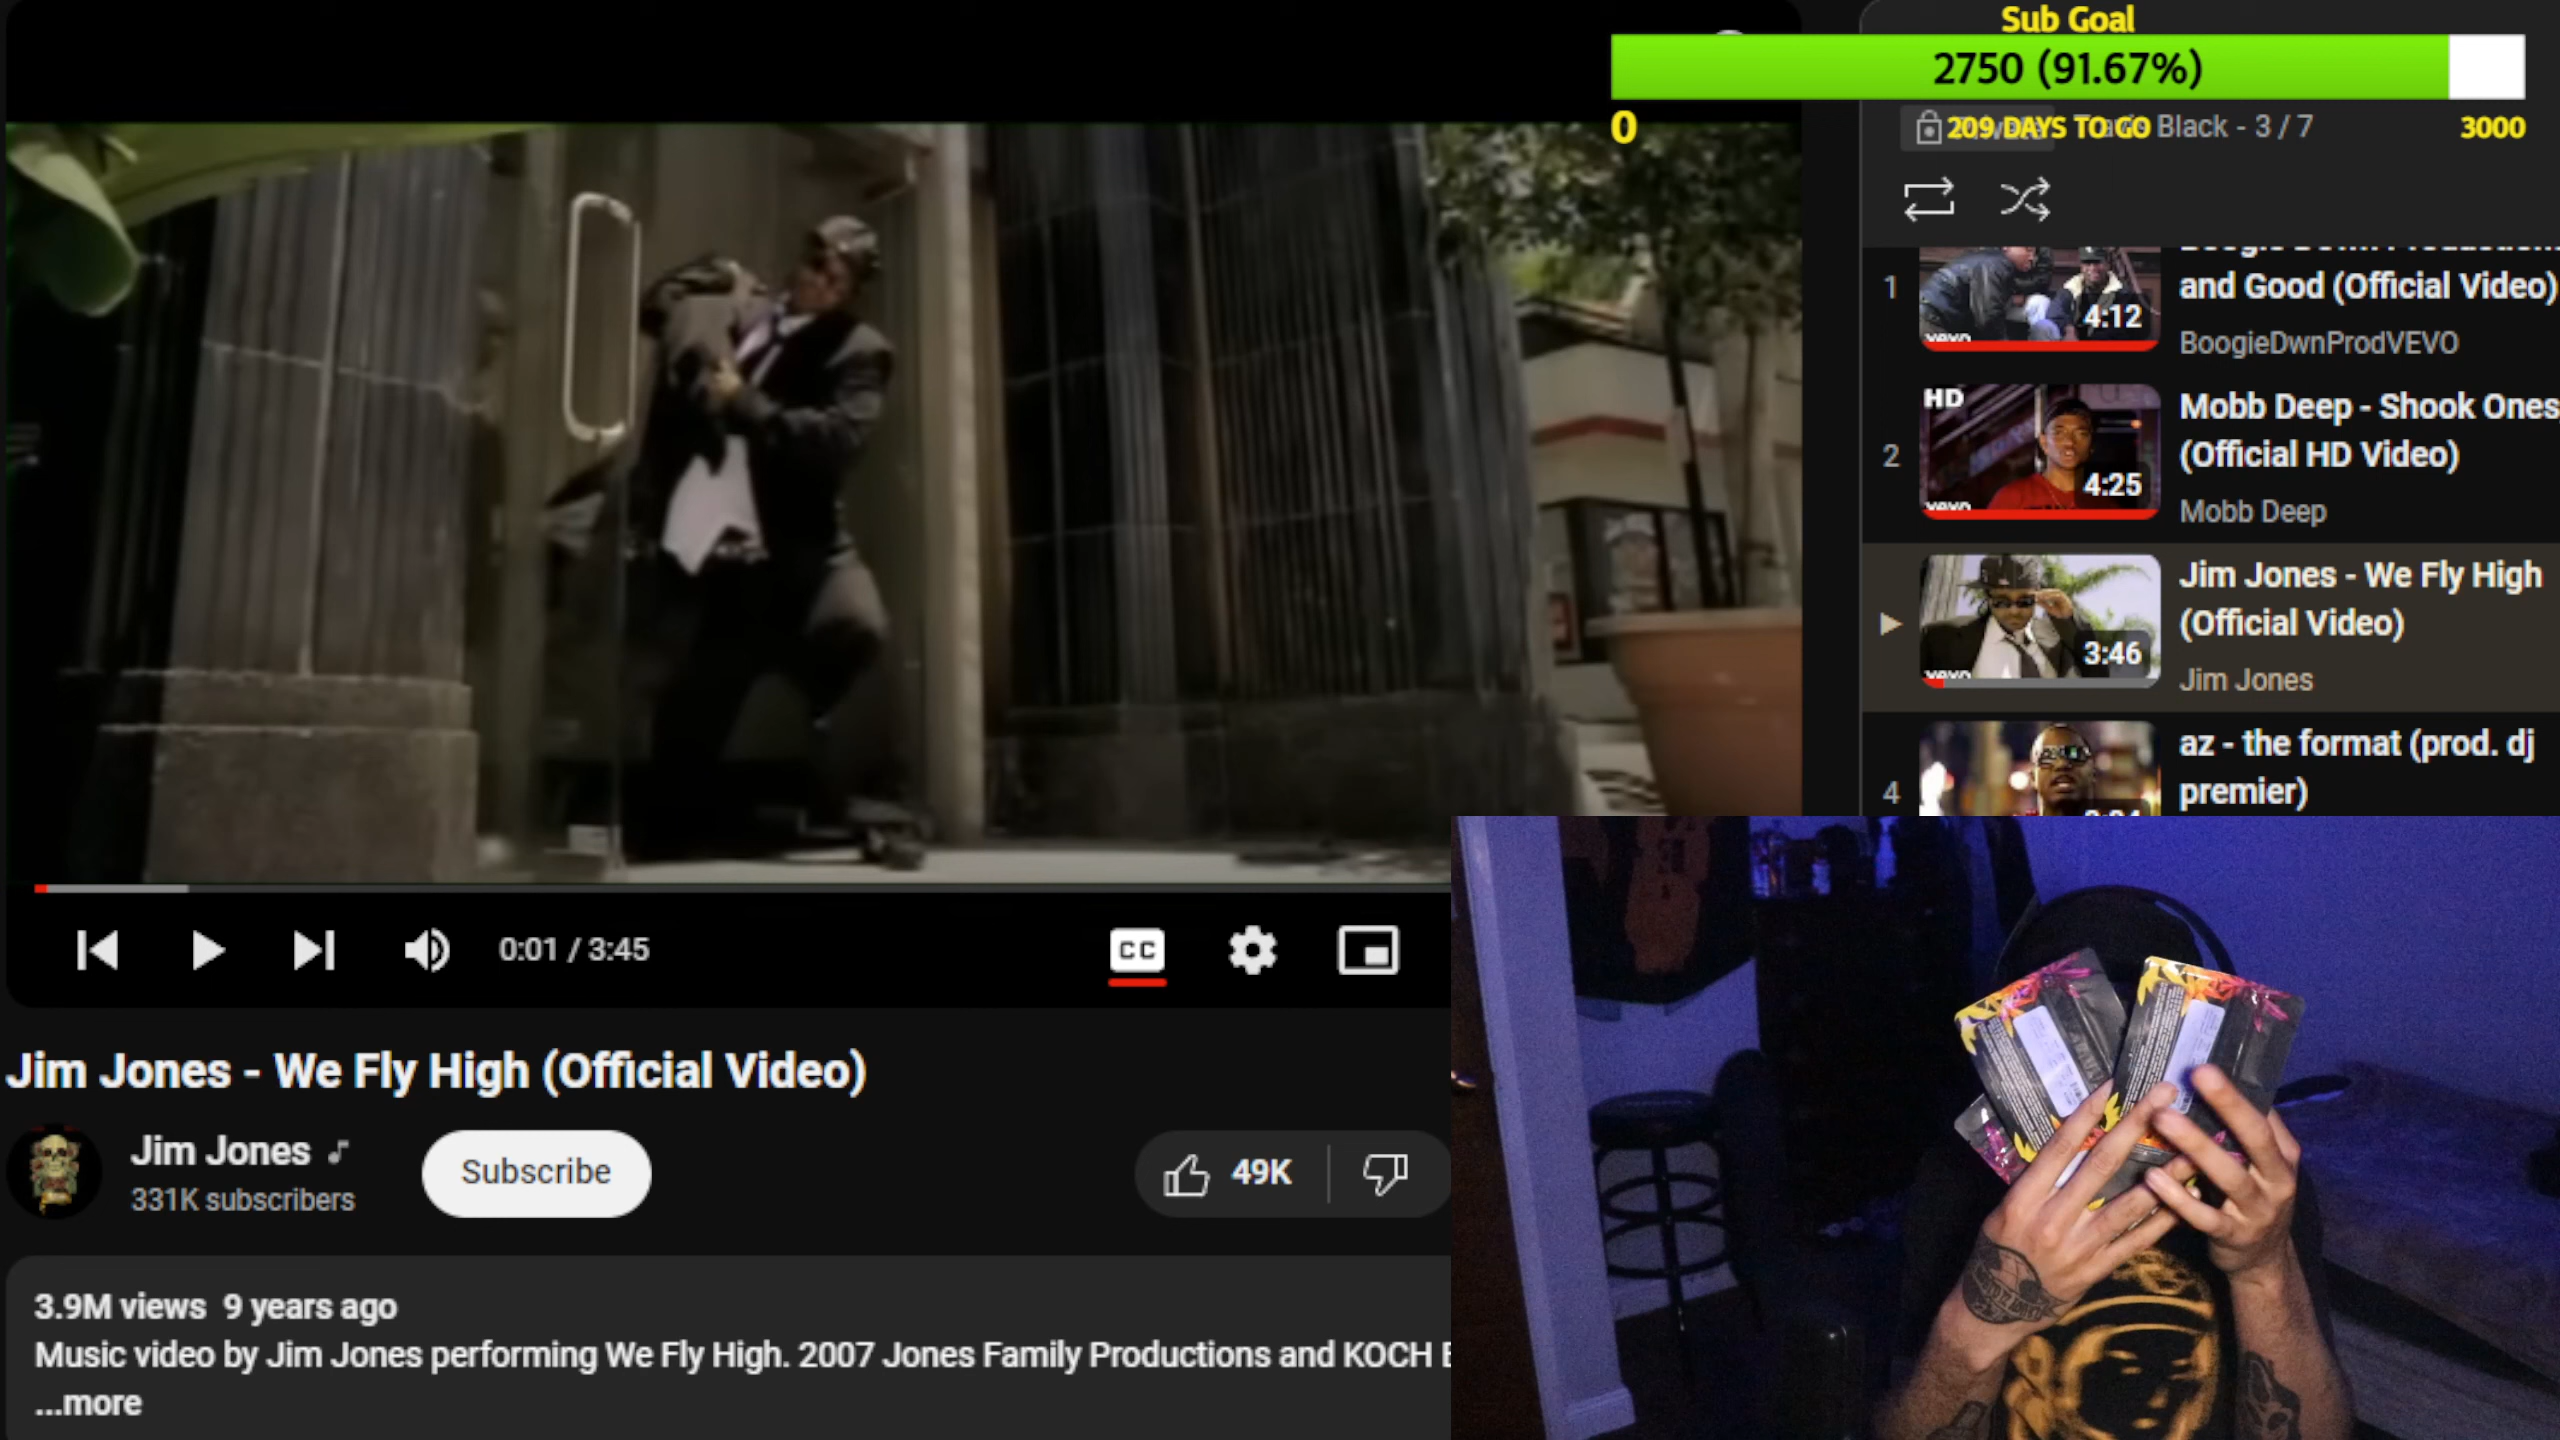 Sub Goal
2750 (91.67%)
0
209 DAYS TO GO
3000
Black - 3 / 7
1
and Good (Official Video)
4:12
BoogieDwnProdVEVO
HD
2
Mobb Deep - Shook Ones,
(Official HD Video)
4:25
Mobb Deep
Jim Jones - We Fly High
(Official Video)
3:46
vevo
Jim Jones
4
az - the format (prod. dj
premier)
0:01 / 3:45
CC
Jim Jones - We Fly High (Official Video)
Jim Jones
331K subscribers
Subscribe
49K
3.9M views 9 years ago
Music video by Jim Jones performing We Fly High. 2007 Jones Family Productions and KOCH
...more